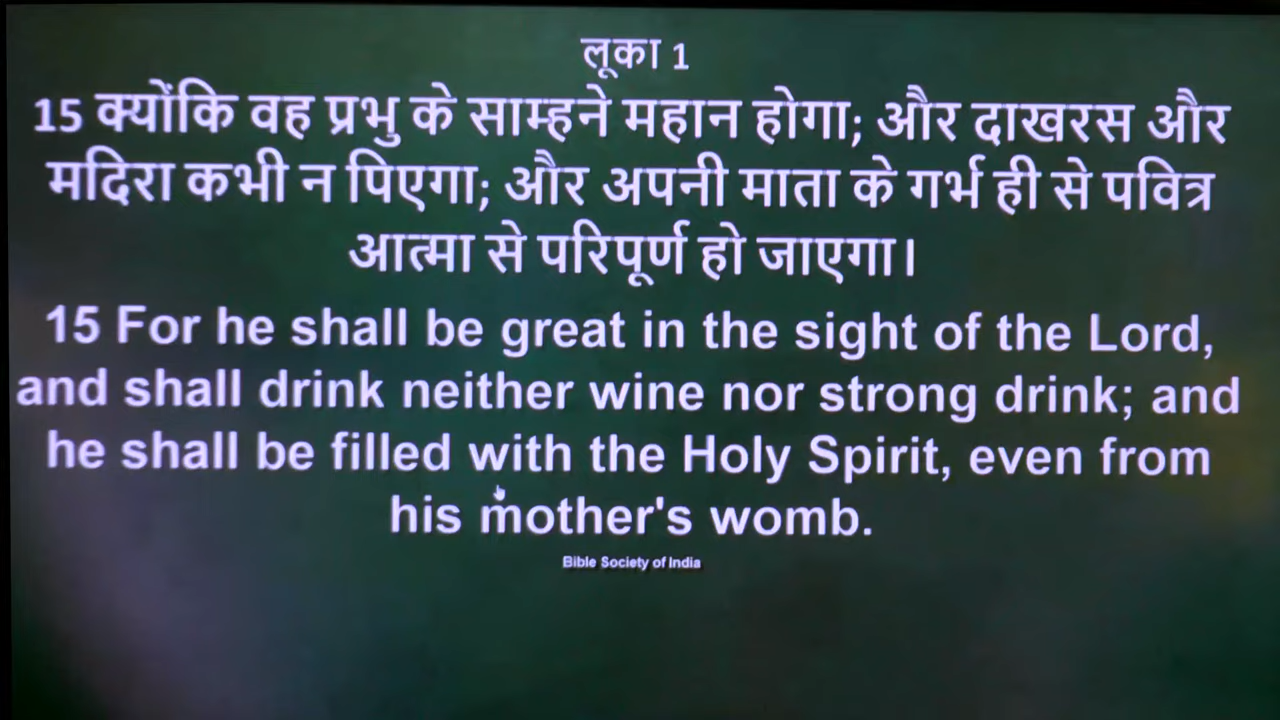 लूका 1
15 क्योंकि वह प्रभु के साम्हने महान होगा; और दाखरस और
मदिरा कभी न पिएगा; और अपनी माता के गर्भ ही से पवित्र
आत्मा से परिपूर्ण हो जाएगा।
15 For he shall be great in the sight of the Lord,
and shall drink neither wine nor strong drink; and
he shall be filled with the Holy Spirit, even from
his mother's womb.
Bible Society of India